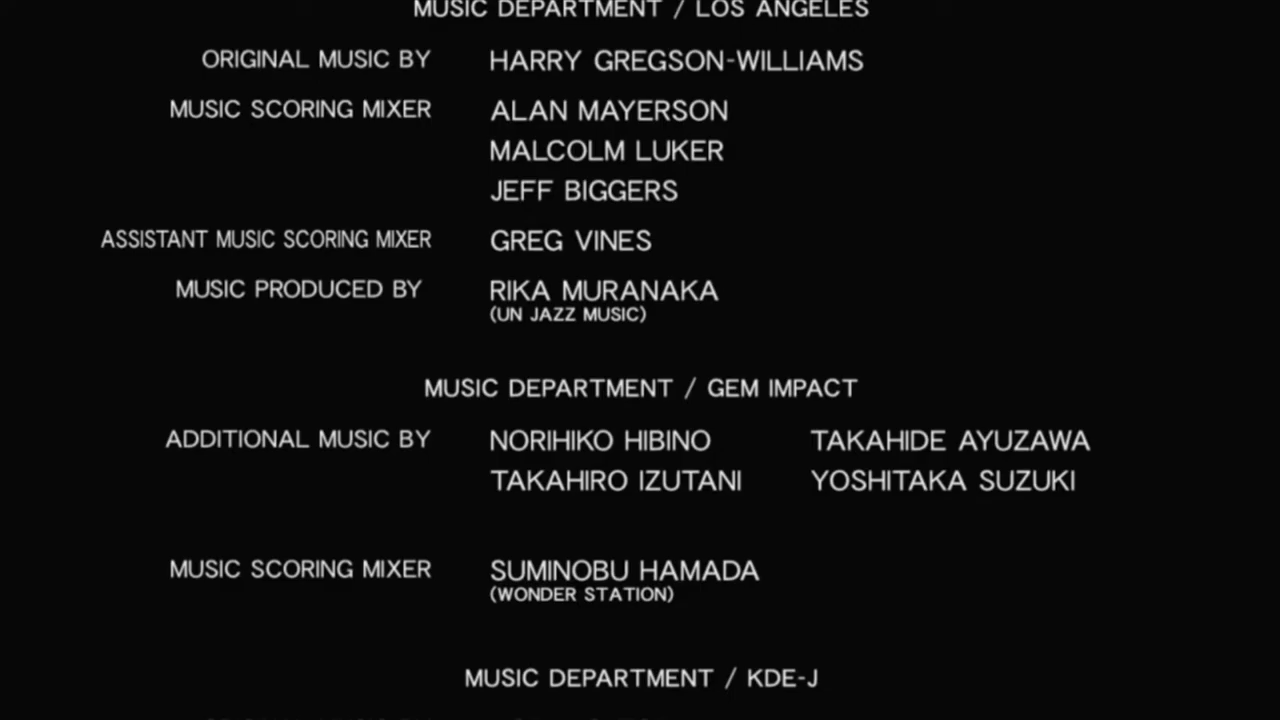 MUSIC DEPARTMENT / LOS ANGELES
ORIGINAL MUSIC BY HARRY GREGSON-WILLIAMS
MUSIC SCORING MIXER ALAN MAYERSON
MALCOLM LUKER
JEFF BIGGERS
ASSISTANT MUSIC SCORING MIXER GREG VINES
MUSIC PRODUCED BY RIKA MURANAKA
(UN JAZZ MUSIC)
MUSIC DEPARTMENT / GEM IMPACT
ADDITIONAL MUSIC BY NORIHIKO HIBINO TAKAHIDE AYUZAWA
TAKAHIRO IZUTANI YOSHITAKA SUZUKI
MUSIC SCORING MIXER SUMINOBU HAMADA
(WONDER STATION)
MUSIC DEPARTMENT / KDE-J